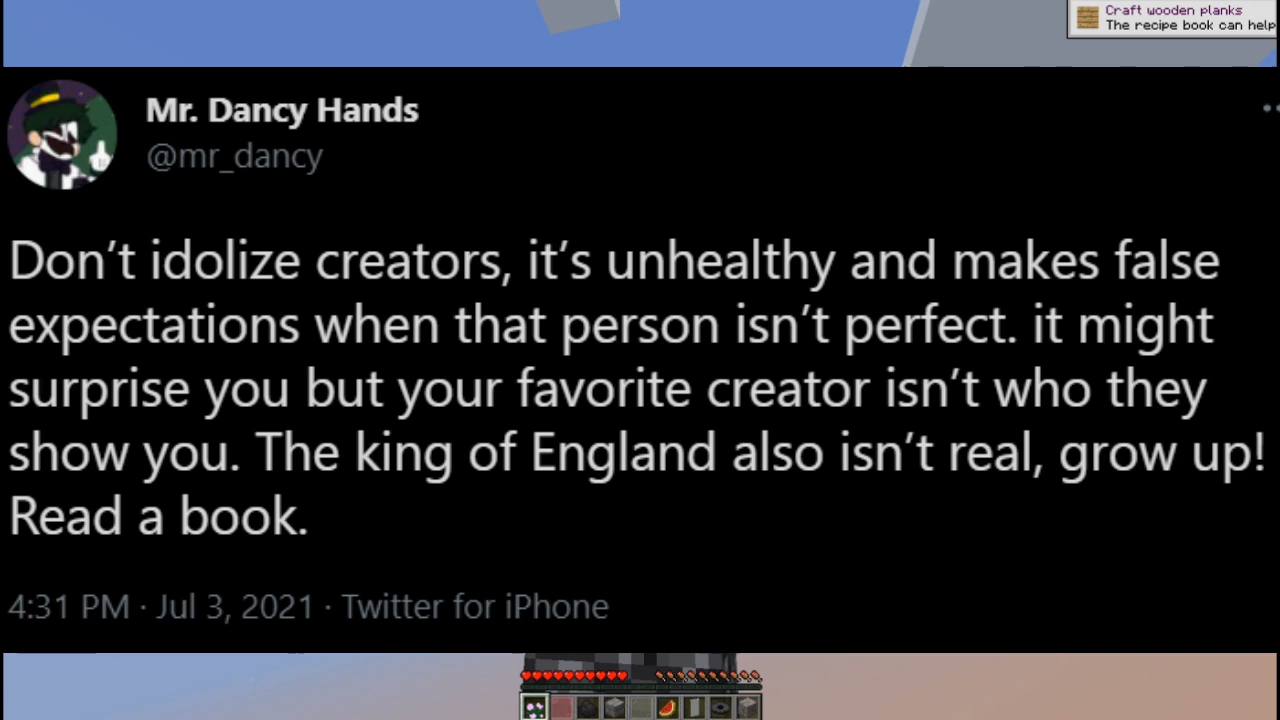 Craft wooden planks
The recipe book can help
Mr. Dancy Hands
@mr_dancy
Don’t idolize creators, it’s unhealthy and makes false
expectations when that person isn’t perfect. it might
surprise you but your favorite creator isn’t who they
show you. The king of England also isn’t real, grow up!
Read a book.
4:31 PM · Jul 3, 2021 · Twitter for iPhone